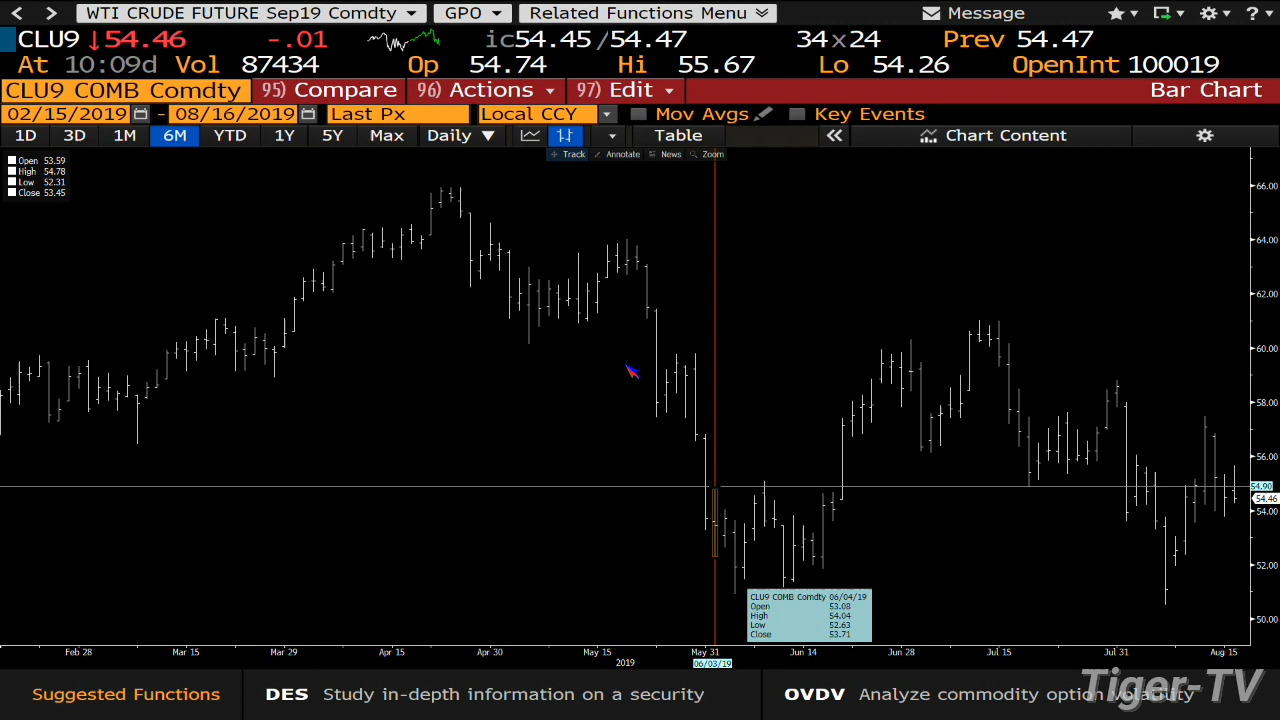 WTI CRUDE FUTURE Sep19 Comdty GPO Related Functions Menu Message ?
CLU9 ↓54.46 -.01 ic54.45/54.47 34x24 Prev 54.47
At 10:09d Vol 87434 Op 54.74 Hi 55.67 Lo 54.26 OpenInt 100019
CLU9 COMB Comdty 95) Compare 96) Actions 97) Edit Bar Chart
02/15/2019 - 08/16/2019 Last Px Local CCY Mov Avgs Key Events
1D 3D 1M 6M YTD 1Y 5Y Max Daily ▼ Table Chart Content
Track Annotate News Zoom
Open 53.59
High 54.78
Low 52.31
Close 53.45
66.00
64.00
62.00
60.00
58.00
56.00
54.90
54.46
54.00
52.00
50.00
CLU9 COMB Comdty 06/04/19
Open 53.08
High 54.04
Low 52.63
Close 53.71
Feb 28 Mar 15 Mar 29 Apr 15 Apr 30 May 15 May 31 Jun 14 Jun 28 Jul 15 Jul 31 Aug 15
2019 06/03/19
Suggested Functions DES Study in-depth information on a security OVDV Analyze commodity option volatility
Tiger-TV